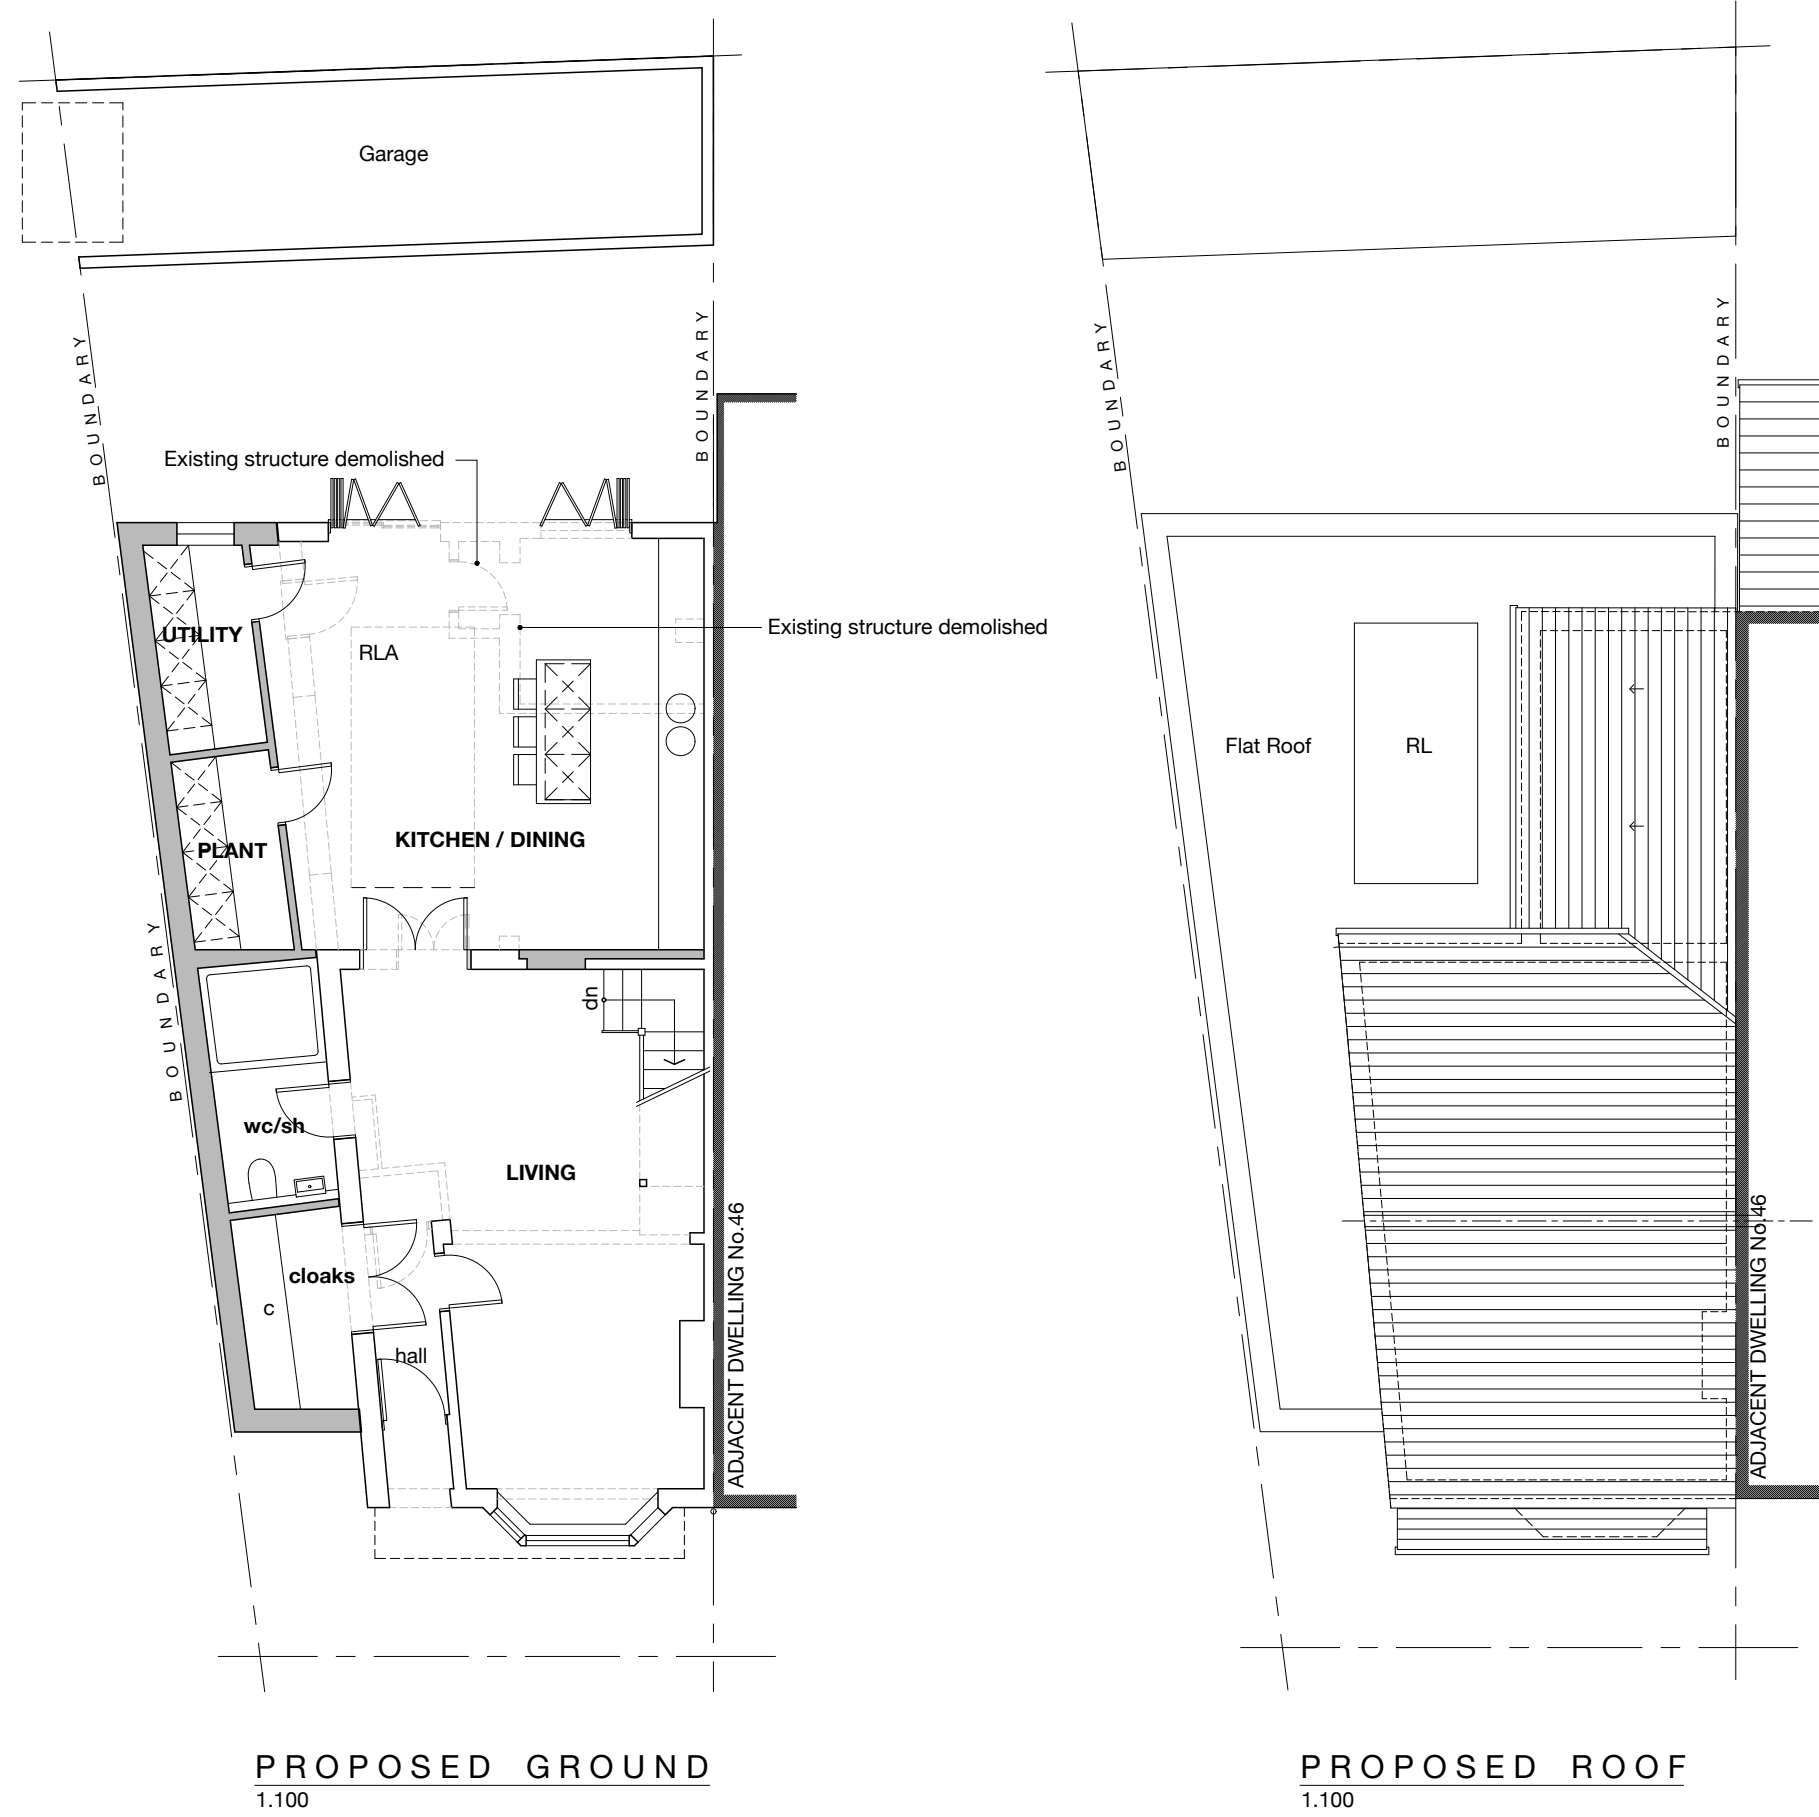 Garage
BOUNDARY
BOUNDARY
Existing structure demolished
Existing structure demolished
UTILITY
RLA
KITCHEN / DINING
PLANT
BOUNDARY
up
wc/sh
LIVING
cloaks
c
hall
ADJACENT DWELLING No.46
PROPOSED GROUND
1.100
BOUNDARY
BOUNDARY
Flat Roof
RL
ADJACENT DWELLING No.46
PROPOSED ROOF
1.100